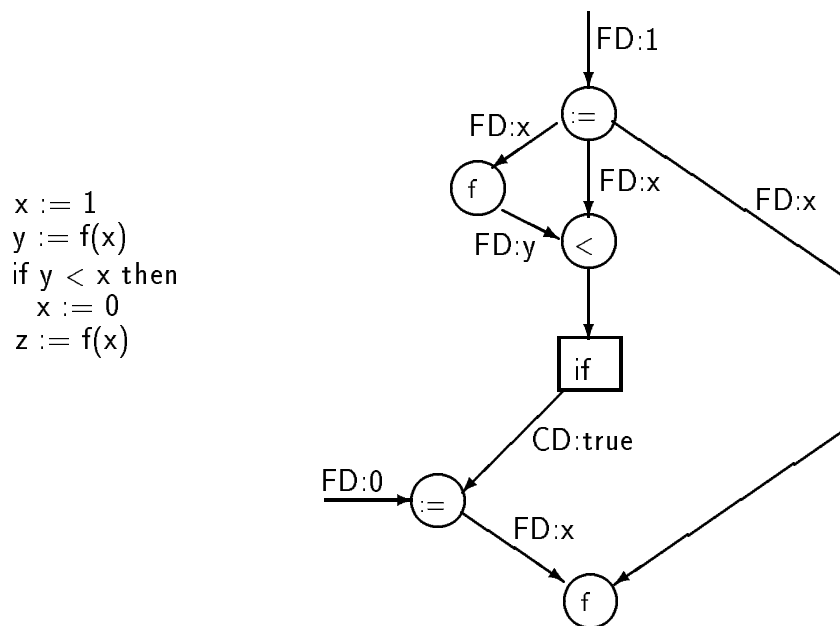 x := 1
y := f(x)
if y < x then
x := 0
z := f(x)
FD:1
:=
FD:x
f
FD:x
FD:x
FD:y
<
if
CD:true
FD:0
:=
FD:x
f